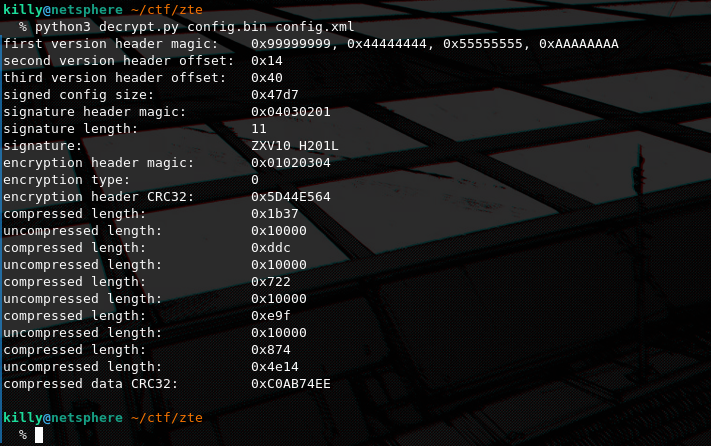 killy@netsphere ~/ctf/zte
% python3 decrypt.py config.bin config.xml
first version header magic: 0x99999999, 0x44444444, 0x55555555, 0xAAAAAAAA
second version header offset: 0x14
third version header offset: 0x40
signed config size: 0x47d7
signature header magic: 0x04030201
signature length: 11
signature: ZXV10 H201L
encryption header magic: 0x01020304
encryption type: 0
encryption header CRC32: 0x5D44E564
compressed length: 0x1b37
uncompressed length: 0x10000
compressed length: 0xddc
uncompressed length: 0x10000
compressed length: 0x722
uncompressed length: 0x10000
compressed length: 0xe9f
uncompressed length: 0x10000
compressed length: 0x874
uncompressed length: 0x4e14
compressed data CRC32: 0xC0AB74EE
killy@netsphere ~/ctf/zte
%